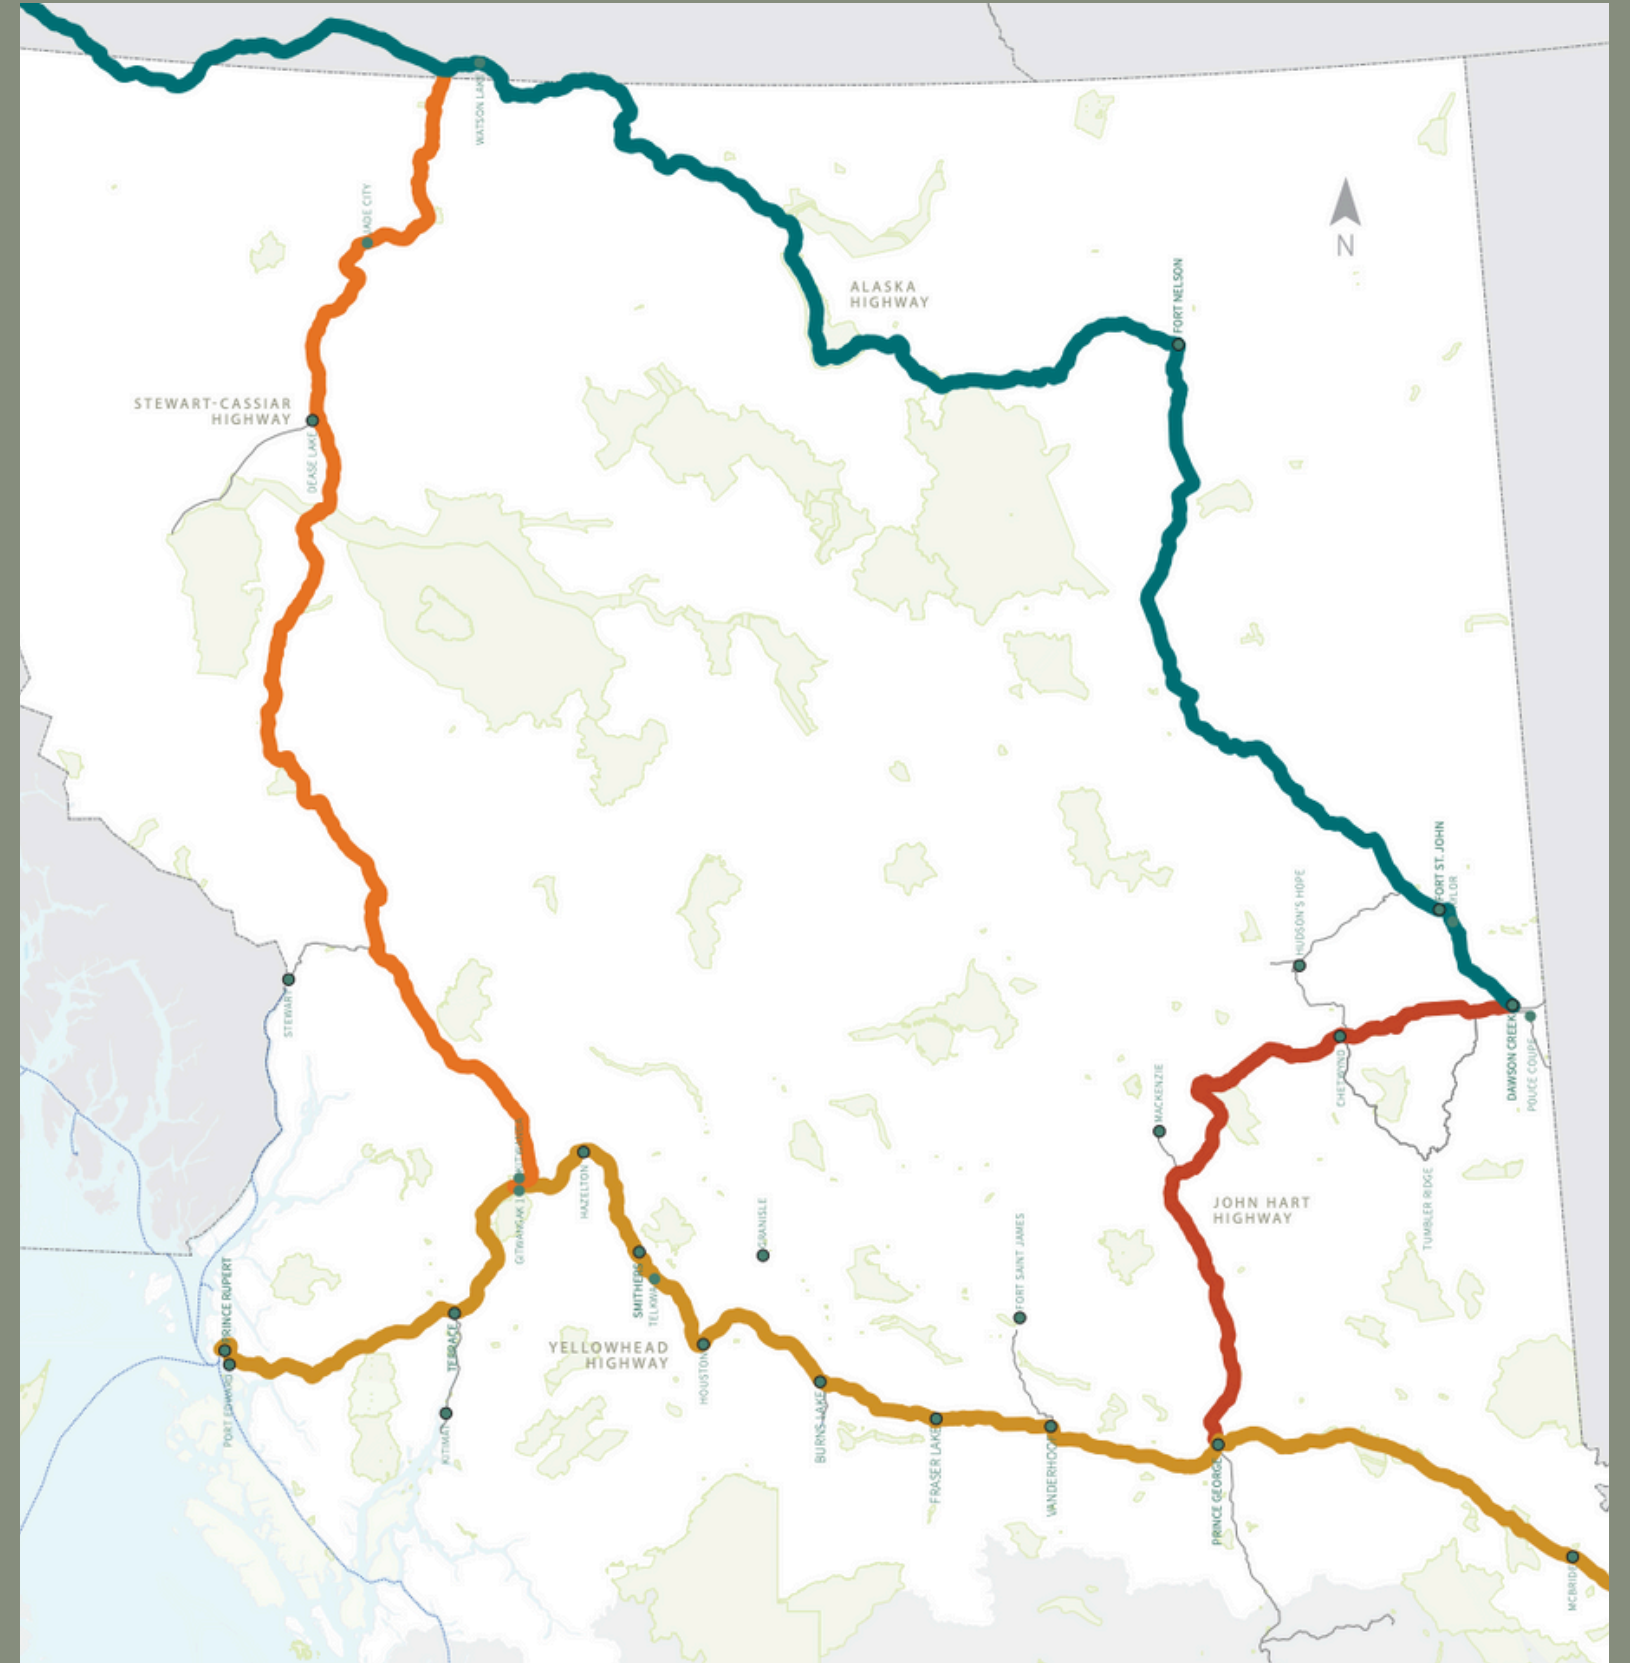 WATSON LAKE
JADE CITY
N
FORT NELSON
ALASKA
HIGHWAY
STEWART-CASSIAR
HIGHWAY
DEASE LAKE
FORT ST. JOHN
HUDSON'S HOPE
STEWART
DAWSON CREEK
POUCE COUPE
CHETWYND
MACKENZIE
HAZELTON
GITWANGAK 1
TUMBLER RIDGE
JOHN HART
HIGHWAY
GRANISLE
FORT SAINT JAMES
PRINCE RUPERT
SMITHERS
TELKWA
TERRACE
YELLOWHEAD
HIGHWAY
HOUSTON
PORT EDWARD
KITIMAT
BURNS LAKE
FRASER LAKE
VANDERHOOF
PRINCE GEORGE
MCBRIDE